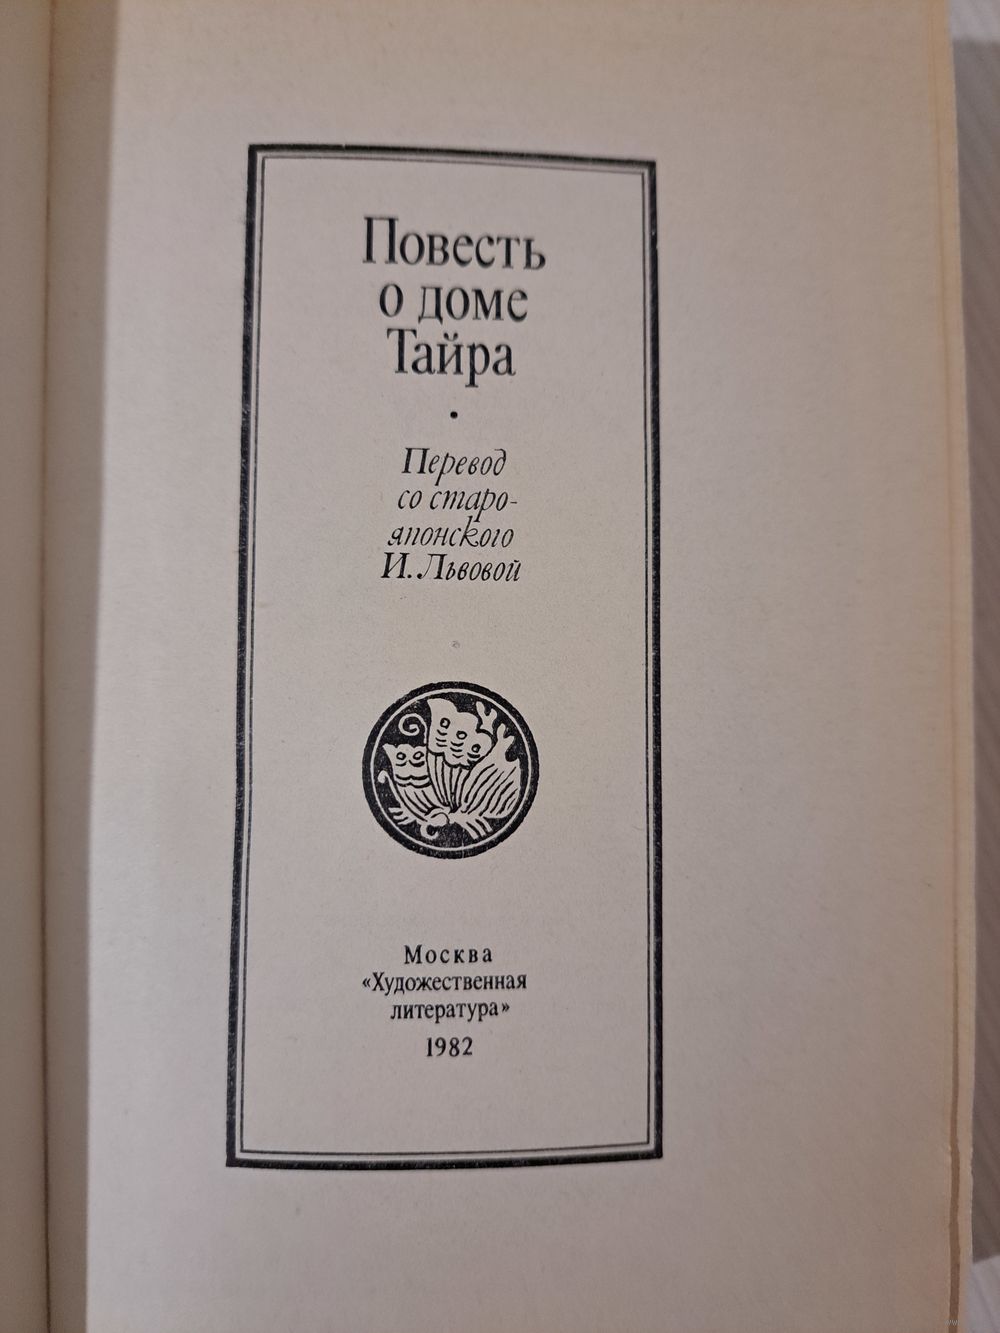 Повесть
о доме
Тайра
•
Перевод
со старо-
японского
И. Львовой
Москва
«Художественная
литература»
1982